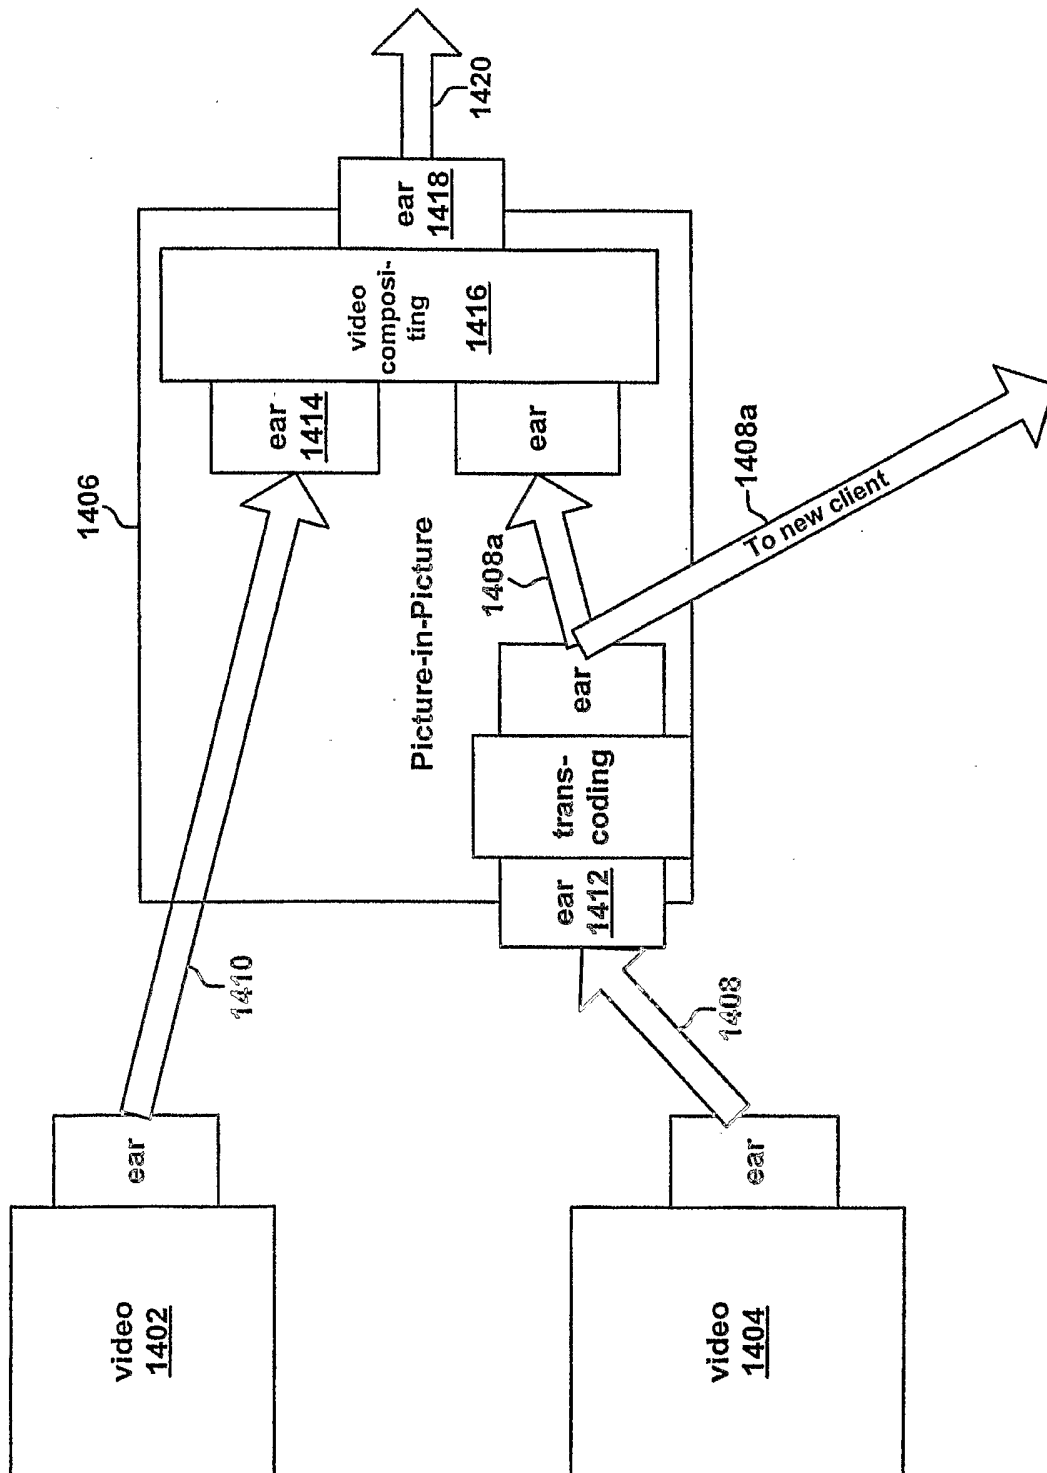 1406
video
1402
ear
1410
ear
1414
video
composi-
ting
1416
ear
1418
1420
Picture-in-Picture
1408a
ear
ear
1412
trans-
coding
ear
video
1404
ear
1408
To new client
1408a